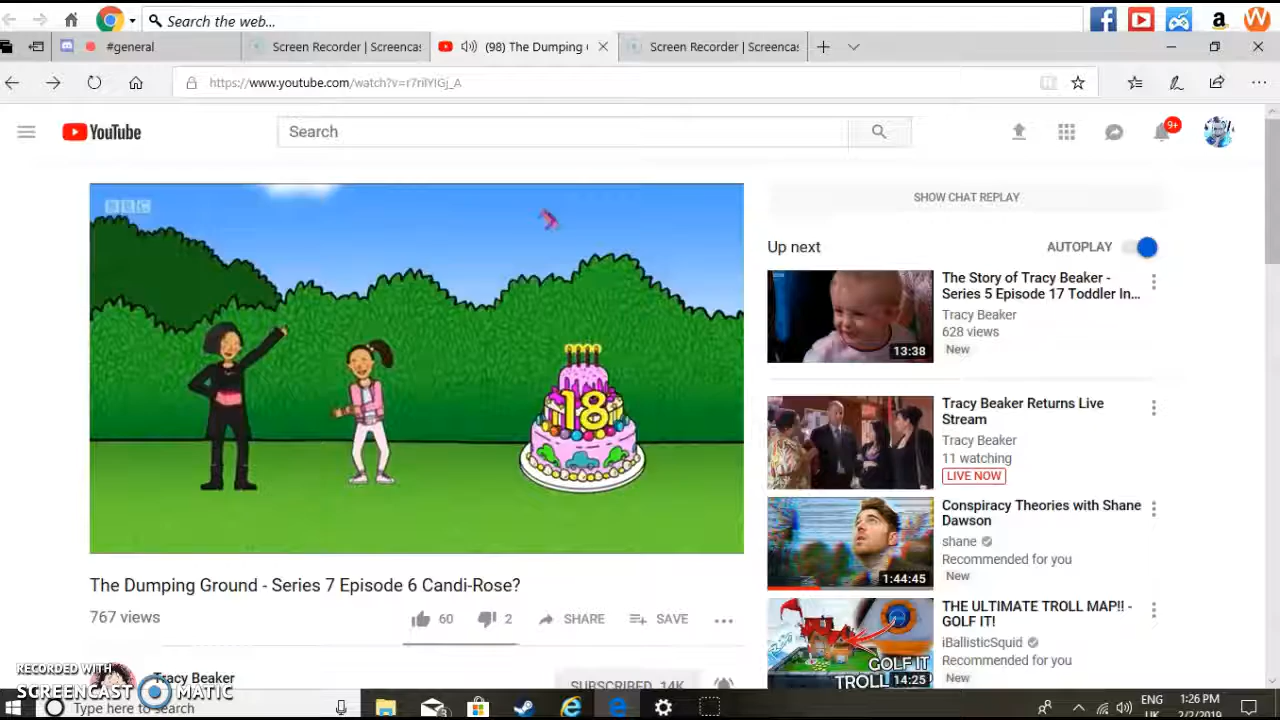 Search the web...
#general
Screen Recorder | Screencas
(98) The Dumping
Screen Recorder | Screencas
https://www.youtube.com/watch?v=r7rilYIGj_A
YouTube
Search
9+
BBC
18
SHOW CHAT REPLAY
Up next
AUTOPLAY
The Story of Tracy Beaker -
Series 5 Episode 17 Toddler In...
Tracy Beaker
628 views
New
13:38
Tracy Beaker Returns Live
Stream
Tracy Beaker
11 watching
LIVE NOW
Conspiracy Theories with Shane
Dawson
shane
Recommended for you
New
1:44:45
THE ULTIMATE TROLL MAP!! -
GOLF IT!
iBallisticSquid
Recommended for you
New
GOLF IT
TROLL
14:25
The Dumping Ground - Series 7 Episode 6 Candi-Rose?
767 views
60
2
SHARE
SAVE
Tracy Beaker
SUBSCRIBED 14K
RECORDED WITH
SCREENCAST MATIC
Type here to search
ENG
UK
1:26 PM
2/2/2019